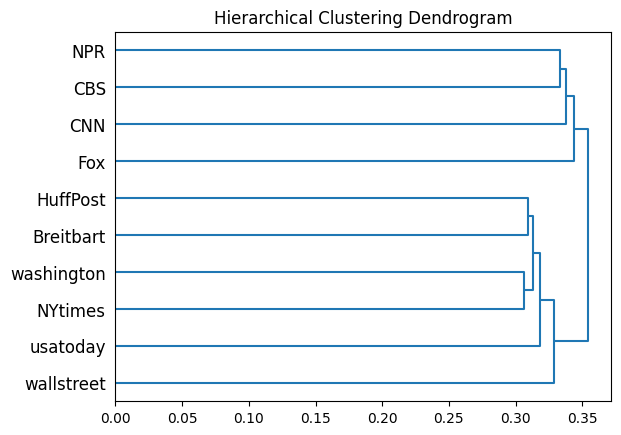 Hierarchical Clustering Dendrogram
NPR
CBS
CNN
Fox
HuffPost
Breitbart
washington
NYtimes
usatoday
wallstreet
0.00 0.05 0.10 0.15 0.20 0.25 0.30 0.35